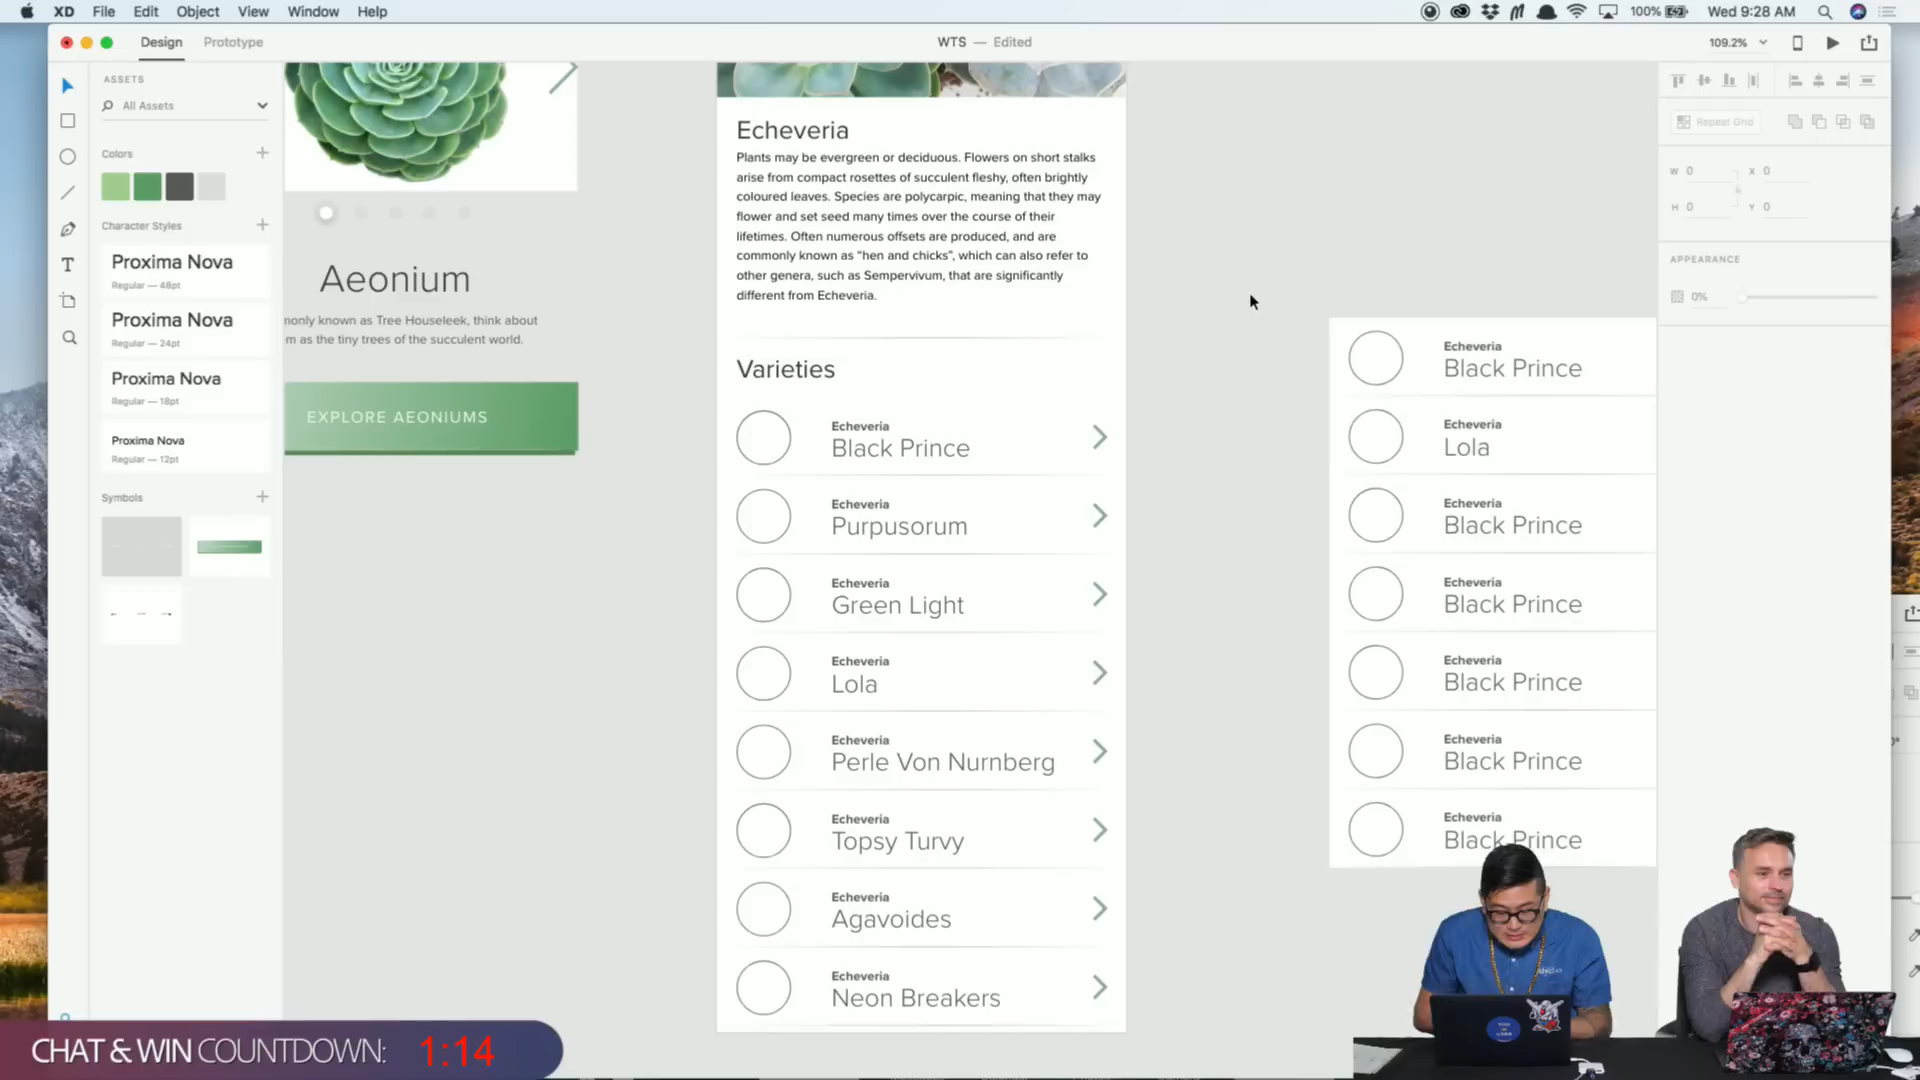 XD File Edit Object View Window Help
100% Wed 9:28 AM
Design Prototype
WTS — Edited
109.2%
ASSETS
All Assets
Colors
Character Styles
Proxima Nova
Regular — 48pt
Proxima Nova
Regular — 24pt
Proxima Nova
Regular — 18pt
Proxima Nova
Regular — 12pt
Symbols
Aeonium
nonly known as Tree Houseleek, think about
m as the tiny trees of the succulent world.
EXPLORE AEONIUMS
Echeveria
Plants may be evergreen or deciduous. Flowers on short stalks
arise from compact rosettes of succulent fleshy, often brightly
coloured leaves. Species are polycarpic, meaning that they may
flower and set seed many times over the course of their
lifetimes. Often numerous offsets are produced, and are
commonly known as “hen and chicks”, which can also refer to
other genera, such as Sempervivum, that are significantly
different from Echeveria.
Varieties
Echeveria
Black Prince
Echeveria
Purpusorum
Echeveria
Green Light
Echeveria
Lola
Echeveria
Perle Von Nurnberg
Echeveria
Topsy Turvy
Echeveria
Agavoides
Echeveria
Neon Breakers
Echeveria
Black Prince
Echeveria
Lola
Echeveria
Black Prince
Echeveria
Black Prince
Echeveria
Black Prince
Echeveria
Black Prince
Echeveria
Black Prince
Repeat Grid
W 0 X 0
H 0 Y 0
APPEARANCE
0%
CHAT & WIN COUNTDOWN: 1:14